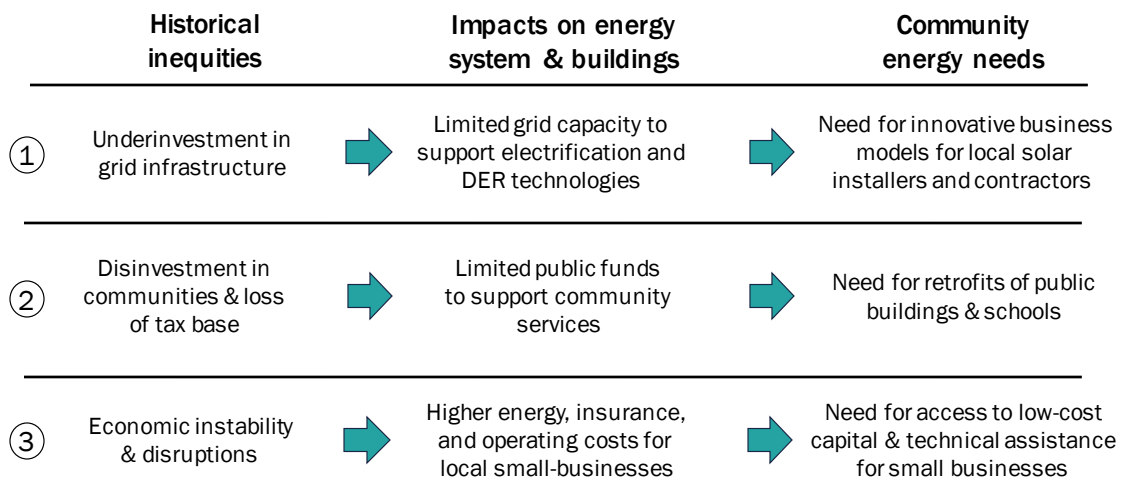 Historical
inequities
Impacts on energy
system & buildings
Community
energy needs
1
Underinvestment in
grid infrastructure
Limited grid capacity to
support electrification and
DER technologies
Need for innovative business
models for local solar
installers and contractors
2
Disinvestment in
communities & loss
of tax base
Limited public funds
to support community
services
Need for retrofits of public
buildings & schools
3
Economic instability
& disruptions
Higher energy, insurance,
and operating costs for
local small-businesses
Need for access to low-cost
capital & technical assistance
for small businesses